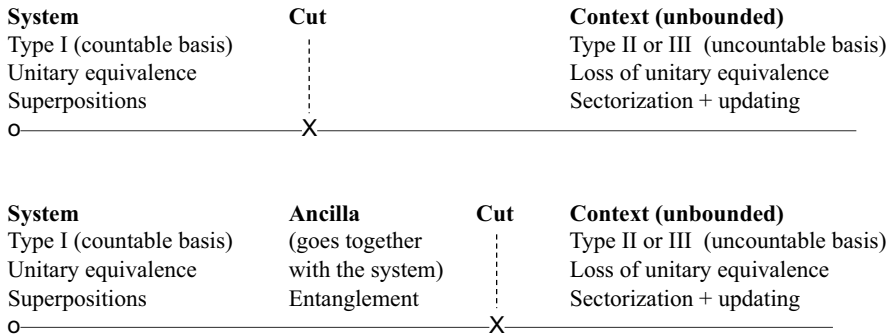 System Cut Context (unbounded)
Type I (countable basis) Type II or III (uncountable basis)
Unitary equivalence Loss of unitary equivalence
Superpositions Sectorization + updating
o X
System Ancilla Cut Context (unbounded)
Type I (countable basis) (goes together Type II or III (uncountable basis)
Unitary equivalence with the system) Loss of unitary equivalence
Superpositions Entanglement Sectorization + updating
o X